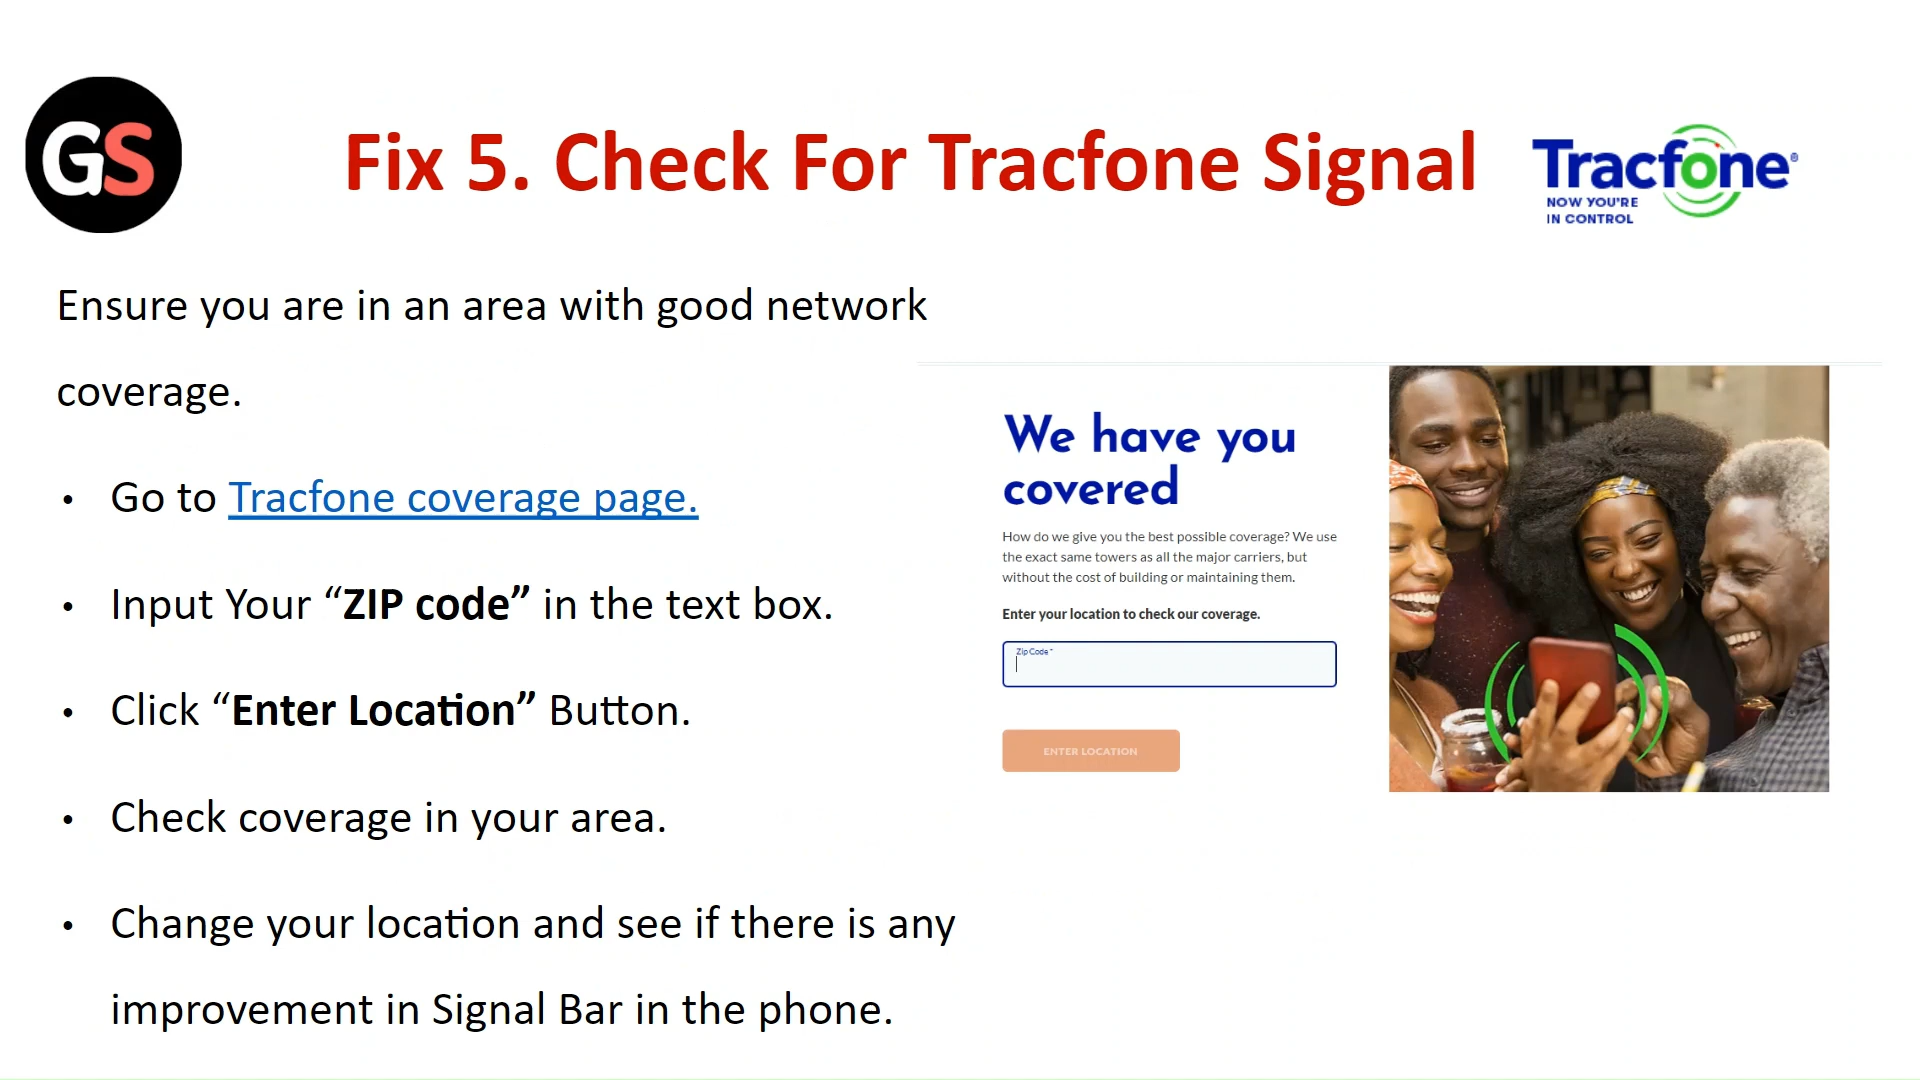 GS
Fix 5. Check For Tracfone Signal
Tracfone®
NOW YOU'RE
IN CONTROL
Ensure you are in an area with good network
coverage.
• Go to Tracfone coverage page.
• Input Your “ZIP code” in the text box.
• Click “Enter Location” Button.
• Check coverage in your area.
• Change your location and see if there is any
improvement in Signal Bar in the phone.
We have you
covered
How do we give you the best possible coverage? We use
the exact same towers as all the major carriers, but
without the cost of building or maintaining them.
Enter your location to check our coverage.
Zip Code *
ENTER LOCATION